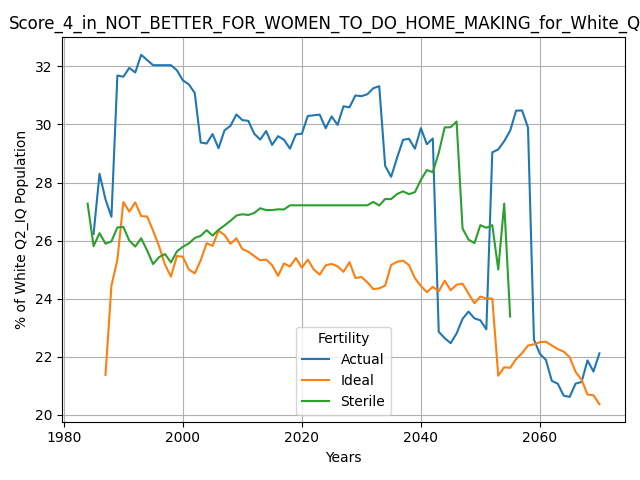 Score_4_in_NOT_BETTER_FOR_WOMEN_TO_DO_HOME_MAKING_for_White_Q
% of White Q2_IQ Population
32
30
28
26
24
22
20
Fertility
Actual
Ideal
Sterile
1980 2000 2020 2040 2060
Years